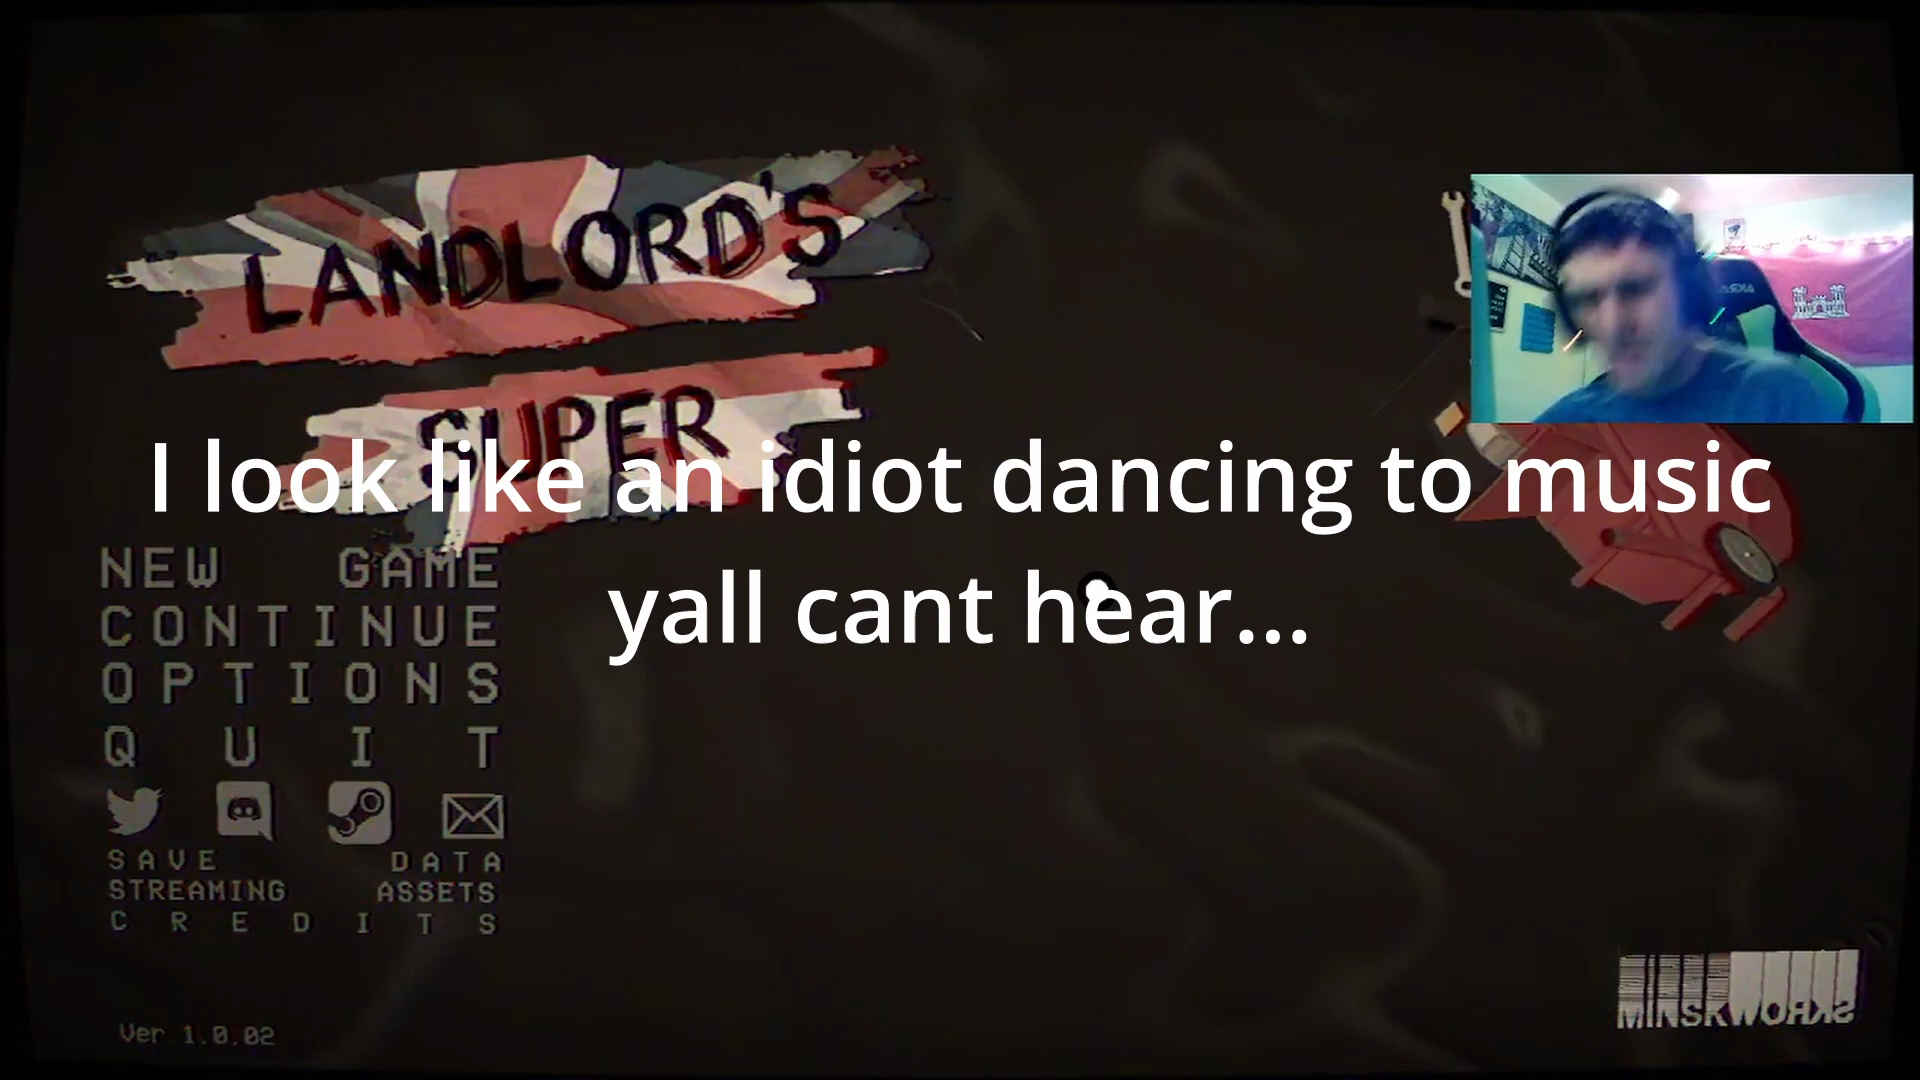 LANDLORD'S
SUPER
I look like an idiot dancing to music
yall cant hear...
NEW GAME
CONTINUE
OPTIONS
QUIT
SAVE DATA
STREAMING ASSETS
CREDITS
Ver 1.0.02
MINSKWORKS